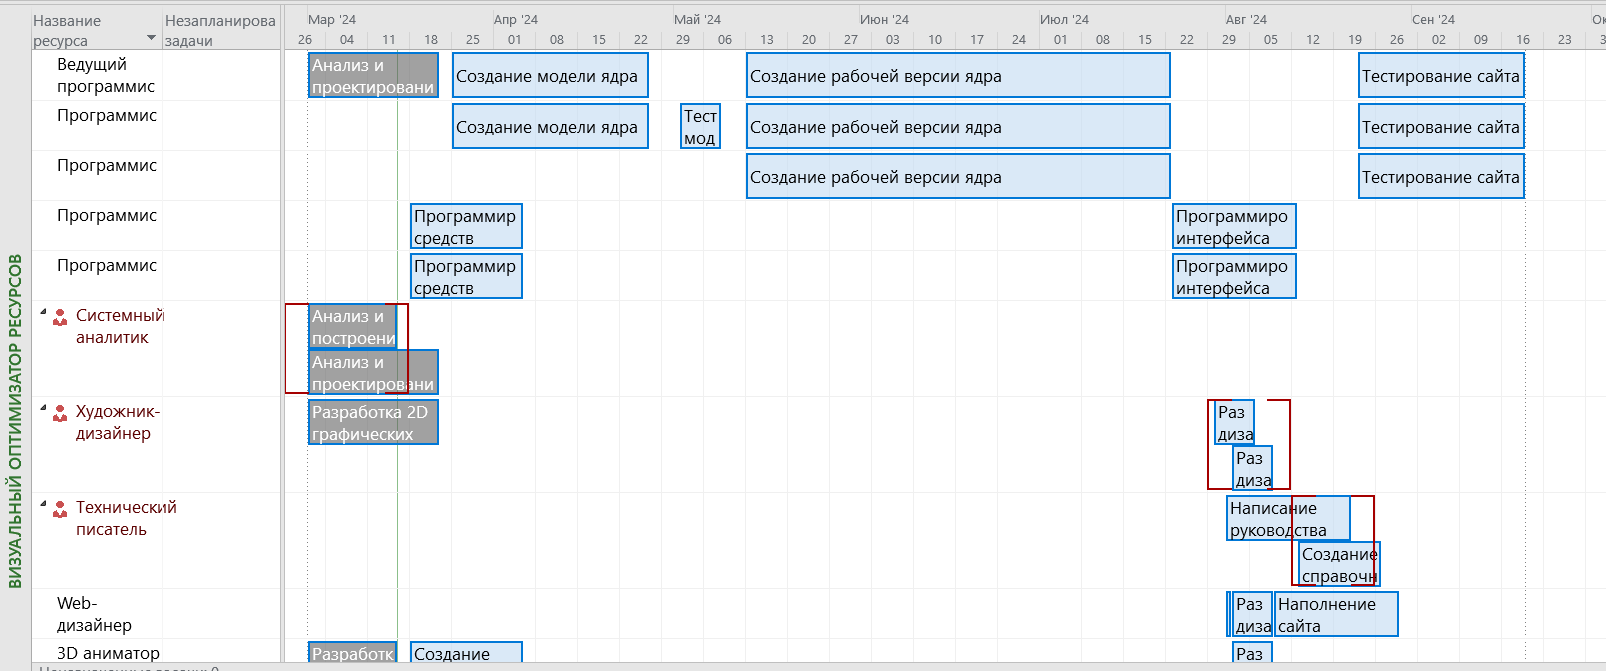 Название ресурса
Незапланирова задачи
Мар '24 Апр '24 Май '24 Июн '24 Июл '24 Авг '24 Сен '24 Ок
26 04 11 18 25 01 08 15 22 29 06 13 20 27 03 10 17 24 01 08 15 22 29 05 12 19 26 02 09 16 23 3
ВИЗУАЛЬНЫЙ ОПТИМИЗАТОР РЕСУРСОВ
Ведущий
программис
Анализ и
проектировани
Создание модели ядра
Создание рабочей версии ядра
Тестирование сайта
Программис
Создание модели ядра
Тест
мод
Создание рабочей версии ядра
Тестирование сайта
Программис
Создание рабочей версии ядра
Тестирование сайта
Программис
Программир
средств
Программиро
интерфейса
Программис
Программир
средств
Программиро
интерфейса
Системный
аналитик
Анализ и
построени
Анализ и
проектировани
Художник-
дизайнер
Разработка 2D
графических
Раз
диза
Раз
диза
Технический
писатель
Написание
руководства
Создание
справочн
Web-
дизайнер
Раз
диза
Наполнение
сайта
3D аниматор
Разработк
Создание
Раз